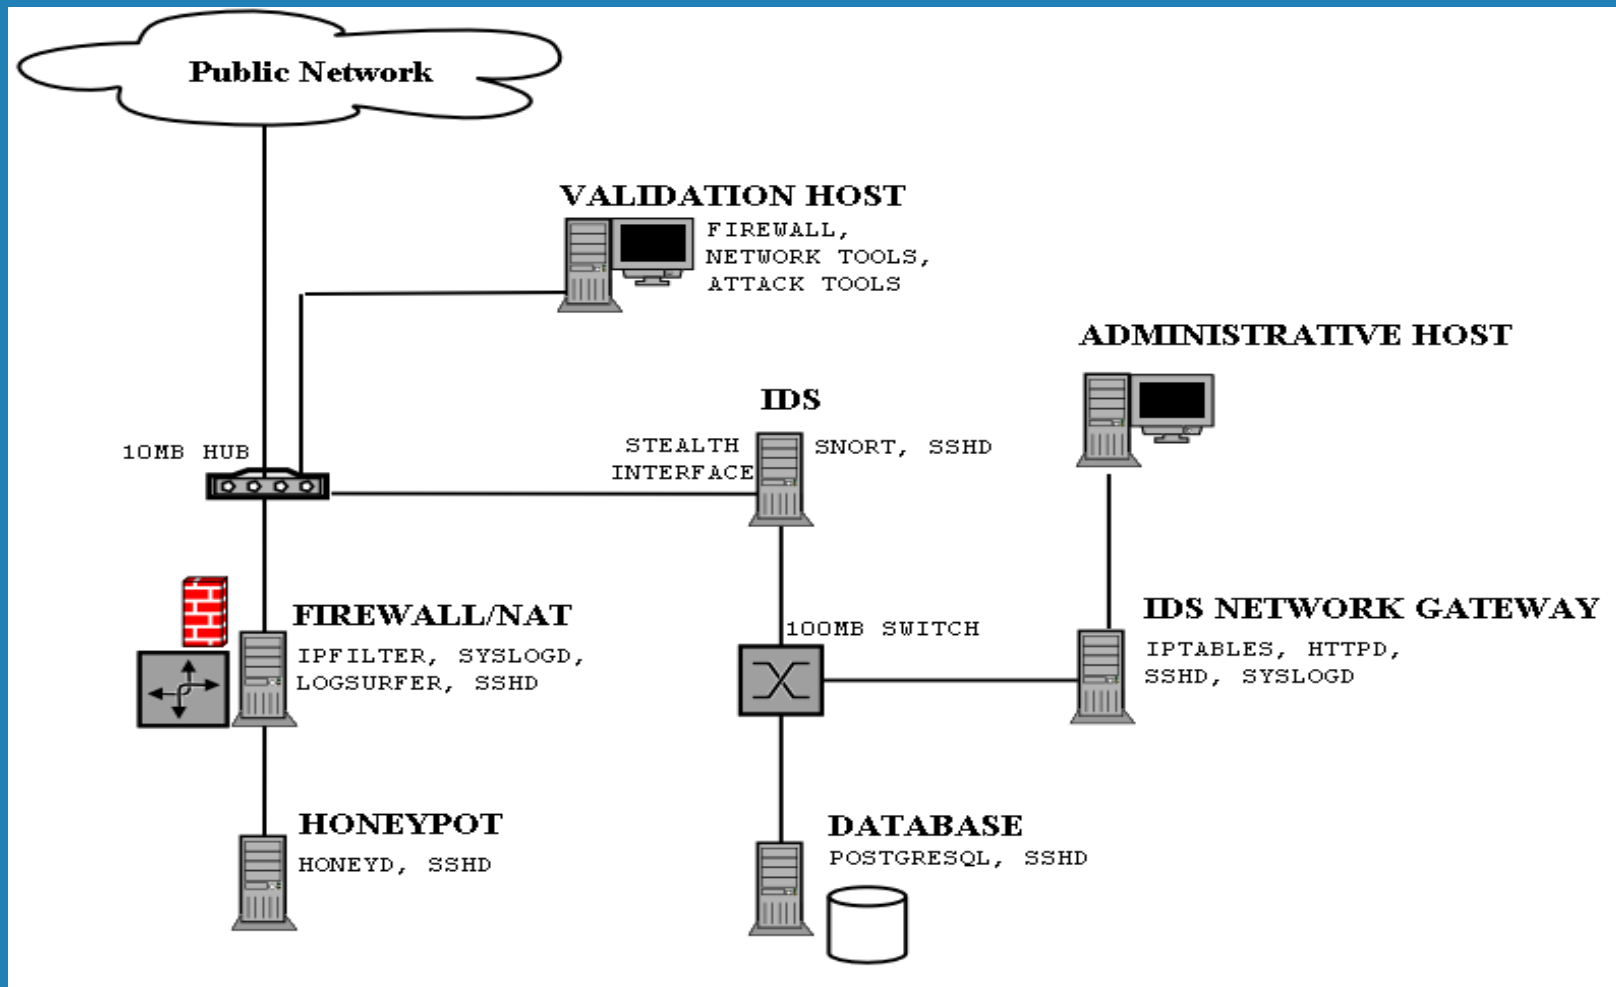 Public Network
VALIDATION HOST
FIREWALL,
NETWORK TOOLS,
ATTACK TOOLS
ADMINISTRATIVE HOST
IDS
10MB HUB
STEALTH
INTERFACE
SNORT, SSHD
FIREWALL/NAT
IPFILTER, SYSLOGD,
LOGSURFER, SSHD
100MB SWITCH
IDS NETWORK GATEWAY
IPTABLES, HTTPD,
SSHD, SYSLOGD
HONEYPOT
HONEYD, SSHD
DATABASE
POSTGRESQL, SSHD